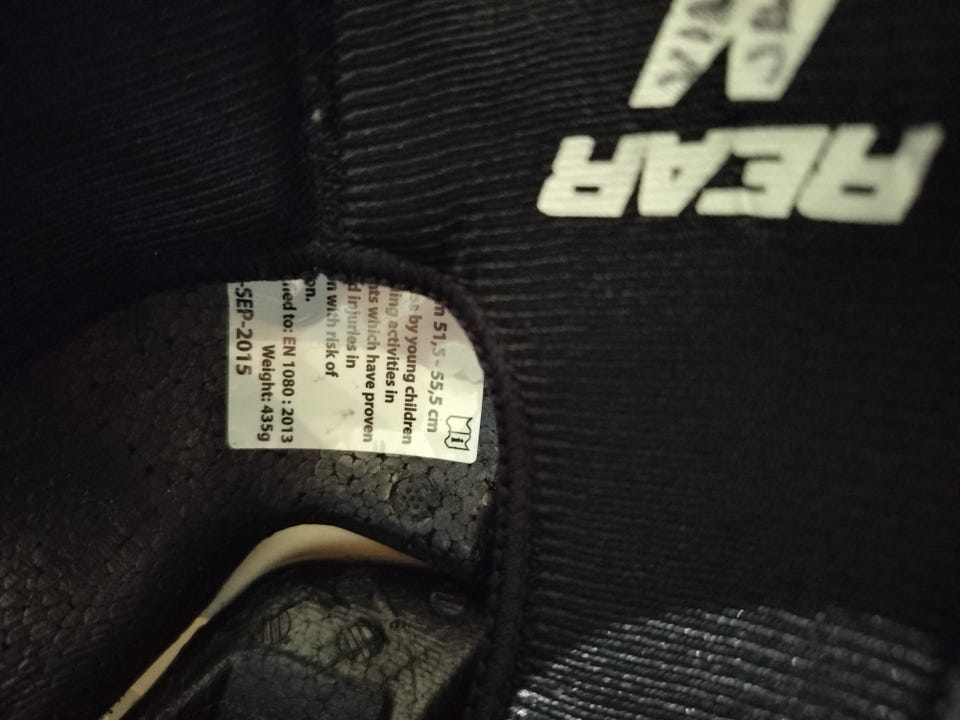 M
REAR
m 51,5 - 55,5 cm
se by young children
ing activities in
nts which have proven
d injuries in
n with risk of
on.
ied to: EN 1080 : 2013
Weight: 435g
-SEP-2015